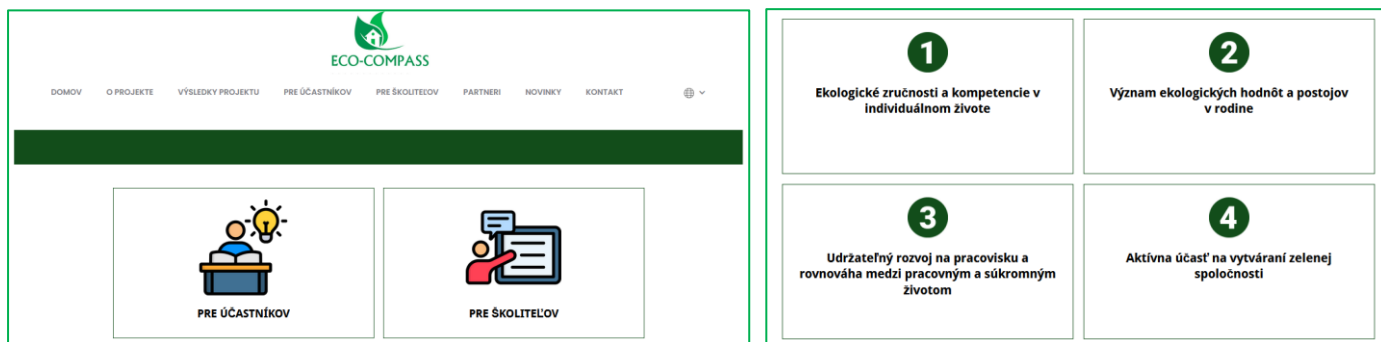 ECO-COMPASS
DOMOV O PROJEKTE VÝSLEDKY PROJEKTU PRE ÚČASTNÍKOV PRE ŠKOLITEĽOV PARTNERI NOVINKY KONTAKT
PRE ÚČASTNÍKOV
PRE ŠKOLITEĽOV
1
Ekologické zručnosti a kompetencie v
individuálnom živote
2
Význam ekologických hodnôt a postojov
v rodine
3
Udržateľný rozvoj na pracovisku a
rovnováha medzi pracovným a súkromným
životom
4
Aktívna účasť na vytváraní zelenej
spoločnosti